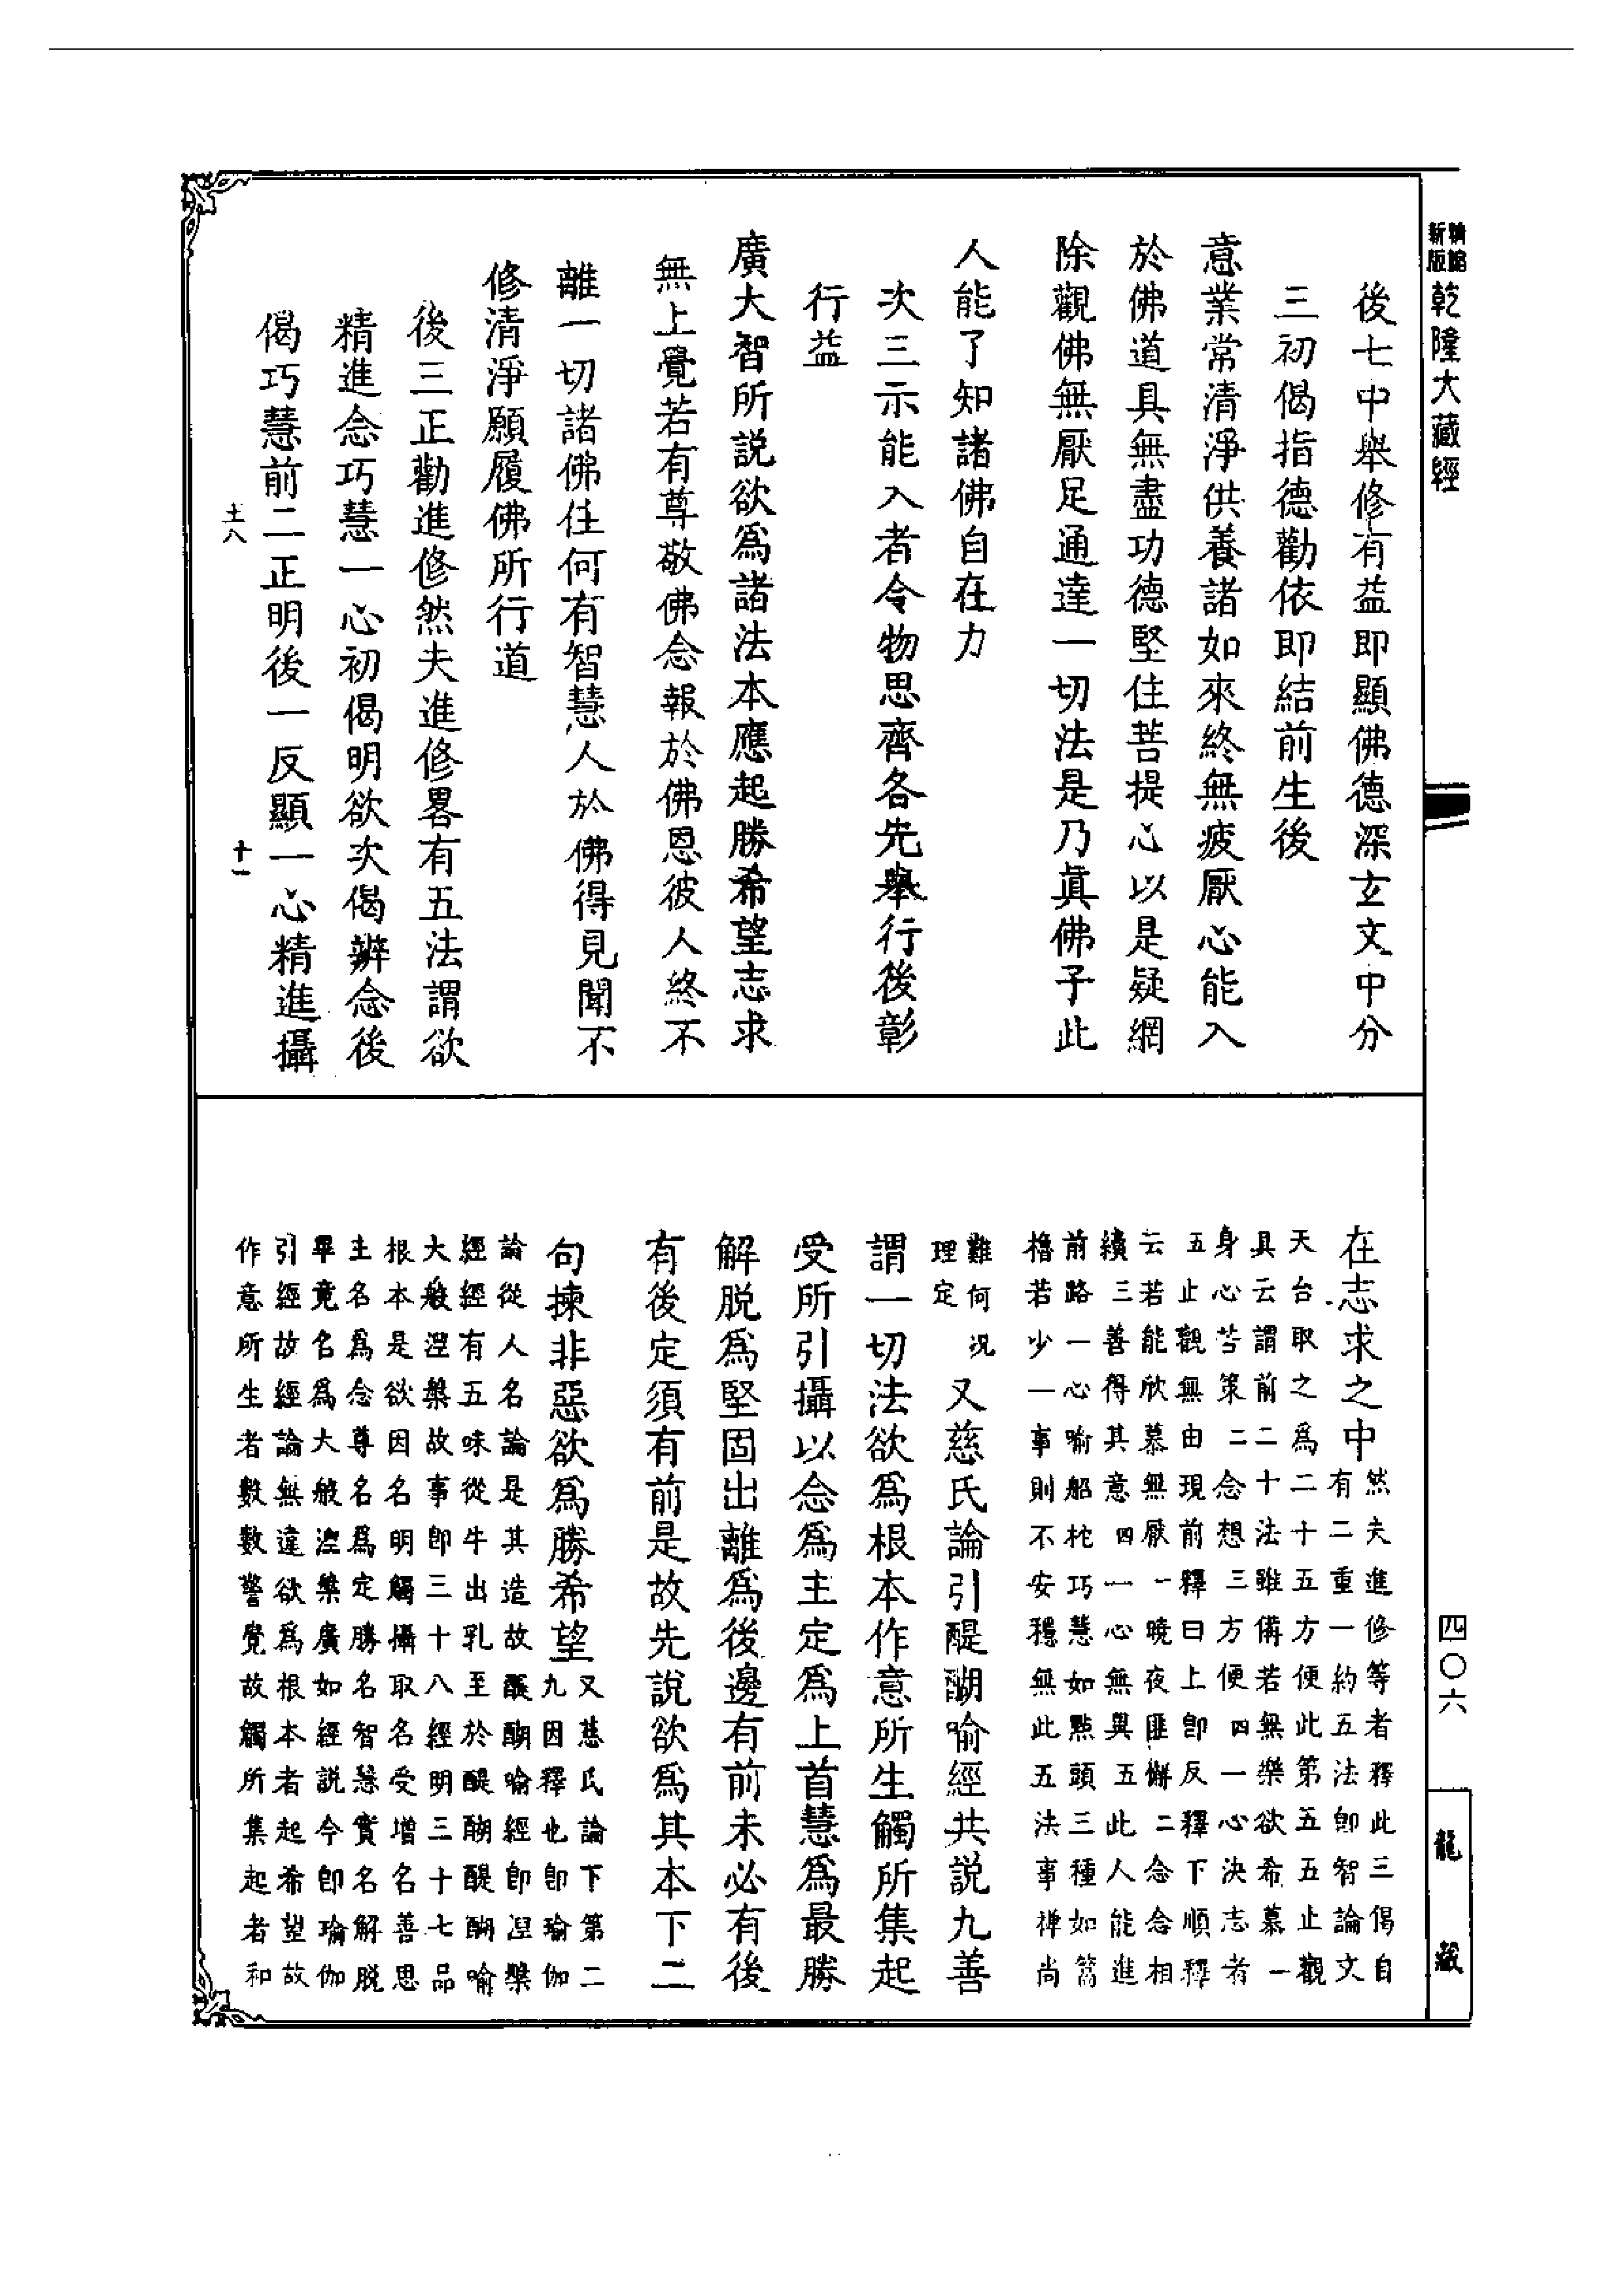 精縮
新版
乾隆大藏經
後七中舉修有益即顯佛德深玄文中分
三初偈指德勸依即結前生後
意業常清淨供養諸如來終無疲厭心能入
於佛道具無盡功德堅住菩提心以是疑網
除觀佛無厭足通達一切法是乃眞佛子此
人能了知諸佛自在力
次三示能入者令物思齊各先舉行後彰
行益
廣大智所説欲爲諸法本應起勝希望志求
無上覺若有尊敬佛念報於佛恩彼人終不
離一切諸佛住何有智慧人於佛得見聞不
修清淨願履佛所行道
後三正勸進修然夫進修畧有五法謂欲
精進念巧慧一心初偈明欲次偈辨念後
偈巧慧前二正明後一反顯一心精進攝
十一
四〇六
龍藏
在志求之中
然夫進修等者釋此三偈自
有二重一約五法即智論文
天台取之爲二十五方便此第五五止觀
具云謂前二十法雖備若無樂欲希慕一
身心苦策二念想三方便四一心決志者
五止觀無由現前釋曰上即反釋下順釋
云若能欣慕無厭一曉夜匪懈二念念相
續三善得其意四一心無異五此人能進
前路一心喻船柁巧慧如點頭三種如篙
櫓若少一事則不安穩無此五法事禅尚
難何況
理定
又慈氏論引醍醐喻經共説九善
謂一切法欲爲根本作意所生觸所集起
受所引攝以念爲主定爲上首慧爲最勝
解脱爲堅固出離爲後邊有前未必有後
有後定須有前是故先說欲爲其本下二
句揀非惡欲爲勝希望
又慈氏論下第二
九因釋也即瑜伽
論從人名論是其造故醍醐喻經即涅槃
經經有五味從牛出乳至於醍醐醍醐喻
大般涅槃故事即三十八經明三十七品
根本是欲因名明觸攝取名受增名善思
主名爲念尊名爲定勝名智慧實名解脱
畢竟名爲大般涅槃廣如經説今即瑜伽
引經故經論無違欲爲根本者起希望故
作意所生者數數警覺故觸所集起者和